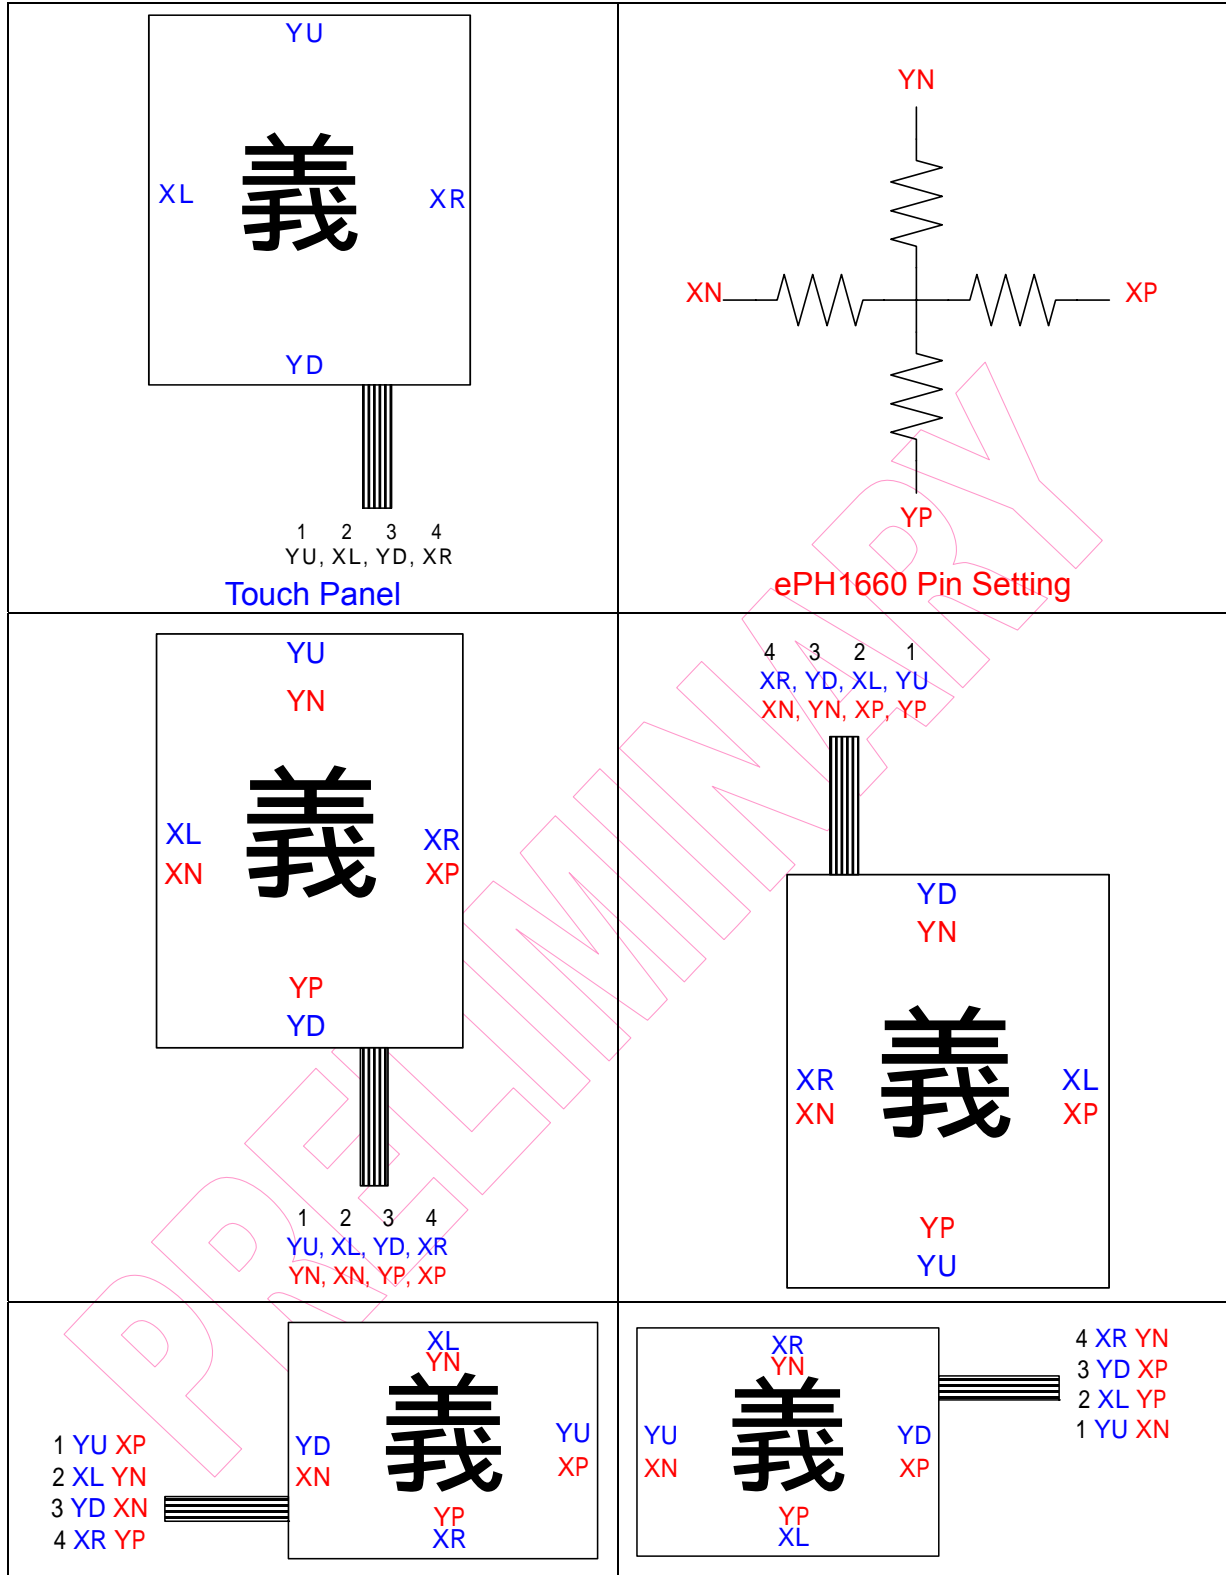 YU
義
XL
XR
YD
1 2 3 4
YU, XL, YD, XR
Touch Panel
YN
XN
XP
YP
ePH1660 Pin Setting
YU
YN
義
XL
XR
XN
XP
YP
YD
1 2 3 4
YU, XL, YD, XR
YN, XN, YP, XP
4 3 2 1
XR, YD, XL, YU
XN, YN, XP, YP
YD
YN
義
XR
XL
XN
XP
YP
YU
XL
YN
義
YD
YU
XN
XP
YP
XR
1 YU XP
2 XL YN
3 YD XN
4 XR YP
XR
YN
義
YU
YD
XN
XP
YP
XL
4 XR YN
3 YD XP
2 XL YP
1 YU XN
PRELIMINARY